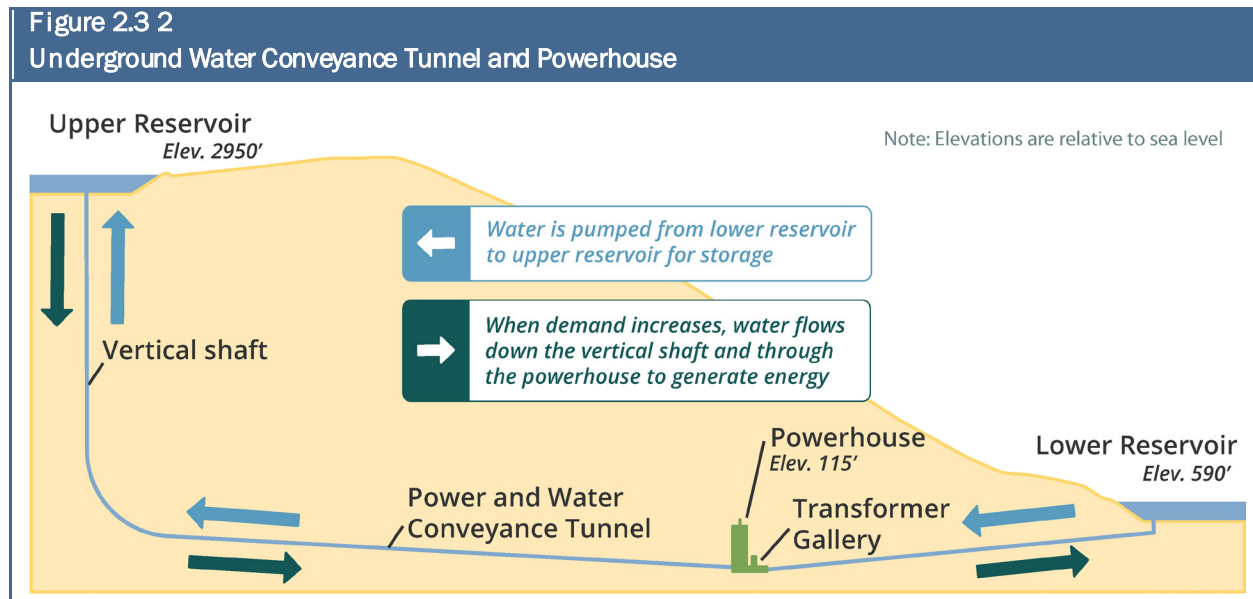 Figure 2.3 2
Underground Water Conveyance Tunnel and Powerhouse
Upper Reservoir
Elev. 2950’
Note: Elevations are relative to sea level
Water is pumped from lower reservoir
to upper reservoir for storage
When demand increases, water flows
down the vertical shaft and through
the powerhouse to generate energy
Vertical shaft
Powerhouse
Elev. 115’
Lower Reservoir
Elev. 590’
Power and Water
Conveyance Tunnel
Transformer
Gallery